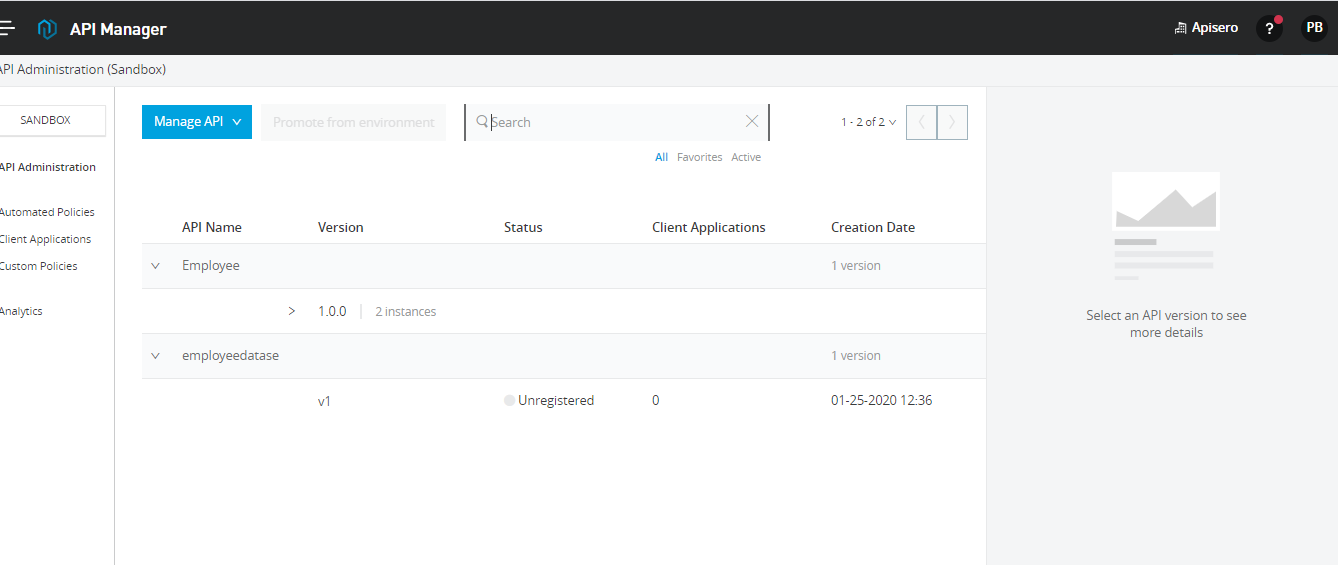 API Manager
Apisero
?
PB
API Administration (Sandbox)
SANDBOX
API Administration
Automated Policies
Client Applications
Custom Policies
Analytics
Manage API
Promote from environment
Search
1 - 2 of 2
All Favorites Active
API Name Version Status Client Applications Creation Date
Employee 1 version
1.0.0 2 instances
employeedatase 1 version
v1 Unregistered 0 01-25-2020 12:36
Select an API version to see
more details